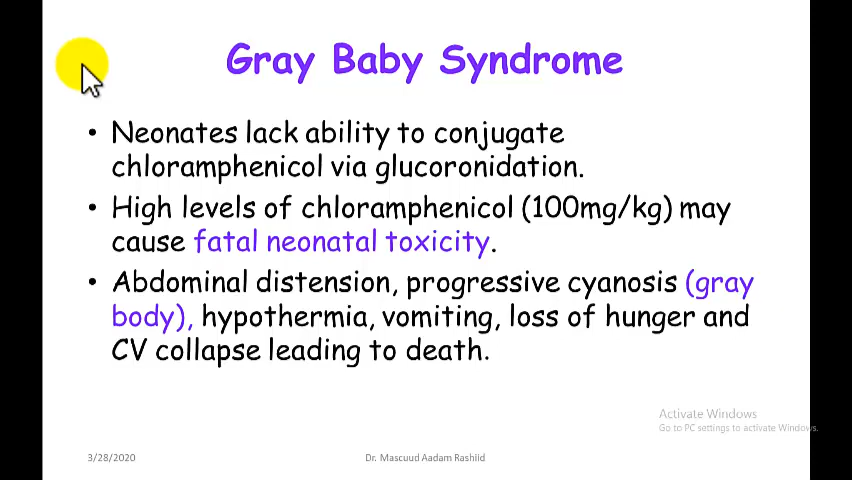 Gray Baby Syndrome
• Neonates lack ability to conjugate
chloramphenicol via glucoronidation.
• High levels of chloramphenicol (100mg/kg) may
cause fatal neonatal toxicity.
• Abdominal distension, progressive cyanosis (gray
body), hypothermia, vomiting, loss of hunger and
CV collapse leading to death.
Activate Windows
Go to PC settings to activate Windows.
3/28/2020
Dr. Mascuud Aadam Rashiid